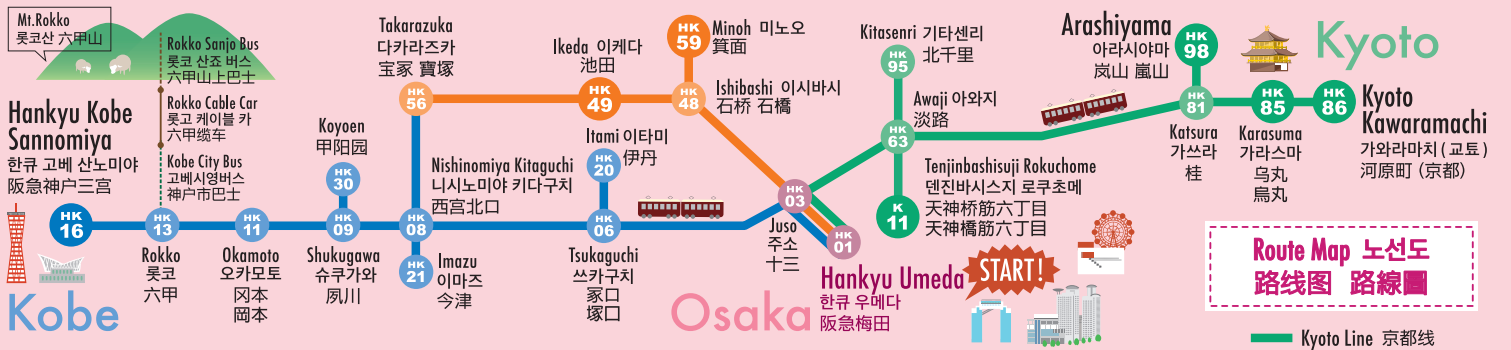 Mt.Rokko
롯코산 六甲山
Rokko Sanjo Bus
롯코 산죠 버스
六甲山上巴士
Rokko Cable Car
롯고 케이블 카
六甲缆车
Kobe City Bus
고베시영버스
神户市巴士
Hankyu Kobe
Sannomiya
한큐 고베 산노미야
阪急神户三宫
HK
16
Kobe
HK
13
Rokko
롯코
六甲
HK
11
Okamoto
오카모토
冈本
岡本
Koyoen
고요엔
甲阳园
HK
30
HK
09
Shukugawa
슈쿠가와
夙川
Takarazuka
다카라즈카
宝冢 寶塚
HK
56
Nishinomiya Kitaguchi
니시노미야 키다구치
西宫北口
HK
08
HK
21
Imazu
이마즈
今津
Ikeda 이케다
池田
HK
49
Itami 이타미
伊丹
HK
20
HK
06
Tsukaguchi
쓰카구치
冢口
塚口
HK
59
Minoh 미노오
箕面
HK
48
Ishibashi 이시바시
石桥 石橋
HK
03
Juso
주소
十三
HK
01
Hankyu Umeda
한큐 우메다
阪急梅田
START!
Osaka
Kitasenri 기타센리
北千里
HK
95
Awaji 아와지
淡路
HK
63
Tenjinbashisuji Rokuchome
덴진바시스지 로쿠초메
天神桥筋六丁目
天神橋筋六丁目
K
11
Arashiyama
아라시야마
岚山 嵐山
HK
98
HK
81
Katsura
가쓰라
桂
Kyoto
HK
85
Karasuma
가라스마
乌丸
烏丸
HK
86
Kyoto
Kawaramachi
가와라마치(교토)
河原町（京都）
Route Map 노선도
路线图 路線圖
Kyoto Line 京都线